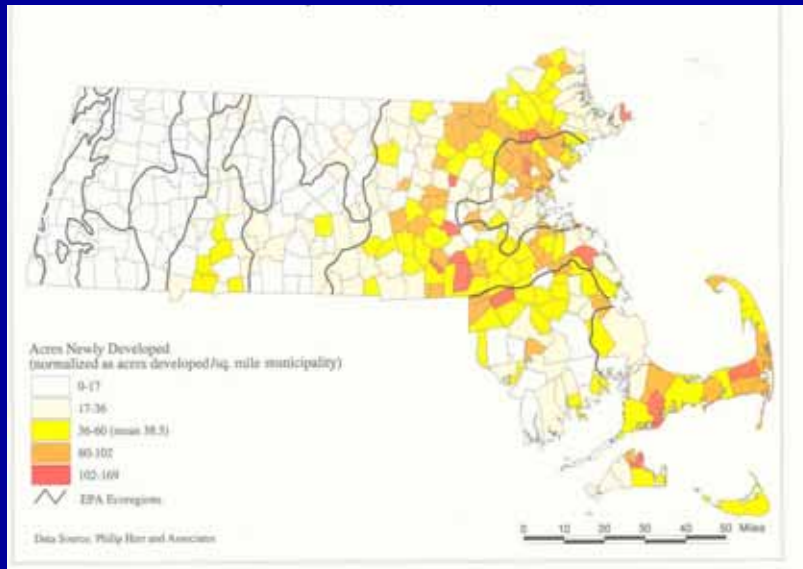 Acres Newly Developed
(normalized as acres developed/sq. mile municipality)
0-17
17-36
36-60 (mean 38.5)
60-102
102-169
EPA Ecoregions
Data Source: Philip Herr and Associates
0 10 20 30 40 50 Miles